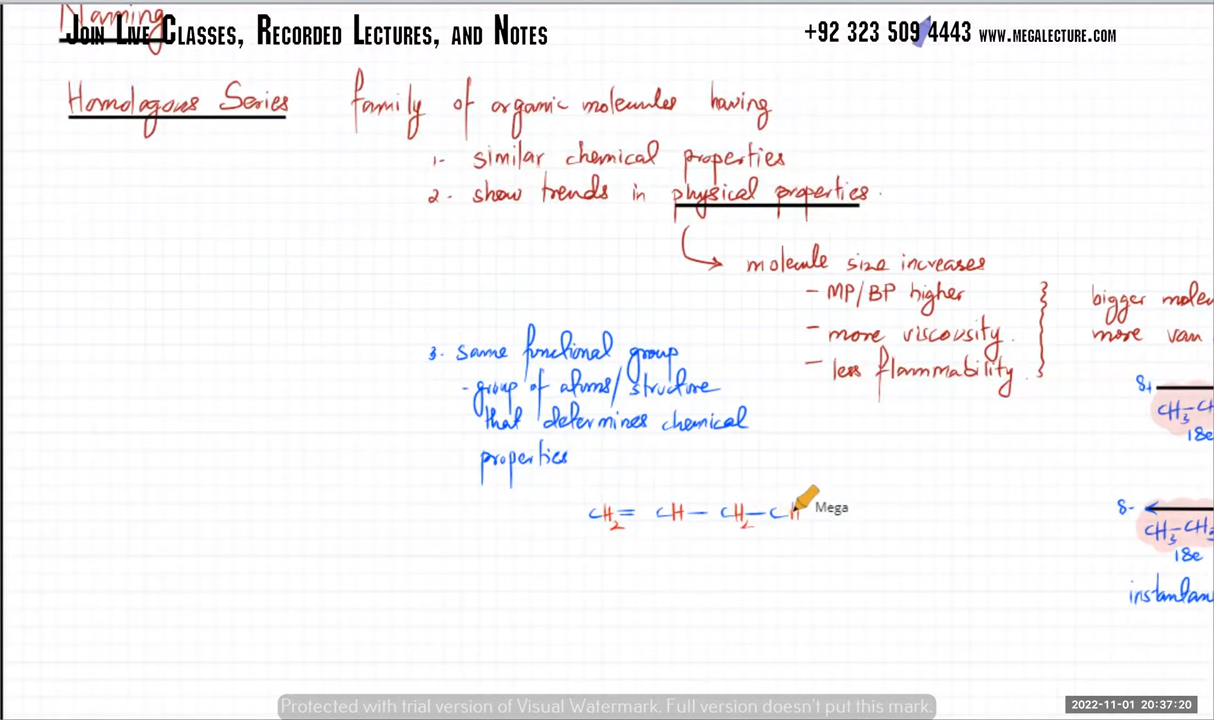 Naming
JOIN LIVE CLASSES, RECORDED LECTURES, AND NOTES
+92 323 509 4443 WWW.MEGALECTURE.COM
Homologous Series family of organic molecules having
1- similar chemical properties
2- show trends in physical properties.
molecule size increases
- MP/BP higher
- more viscosity.
- less flammability.
bigger molec
more van
3. same functional group
- group of atoms/structure
that determines chemical
properties
CH2= CH- CH2-CH
Mega
δ+
CH3-CH
18e
δ-
CH3-CH3
18e
instantan
Protected with trial version of Visual Watermark. Full version doesn't put this mark.
2022-11-01 20:37:20